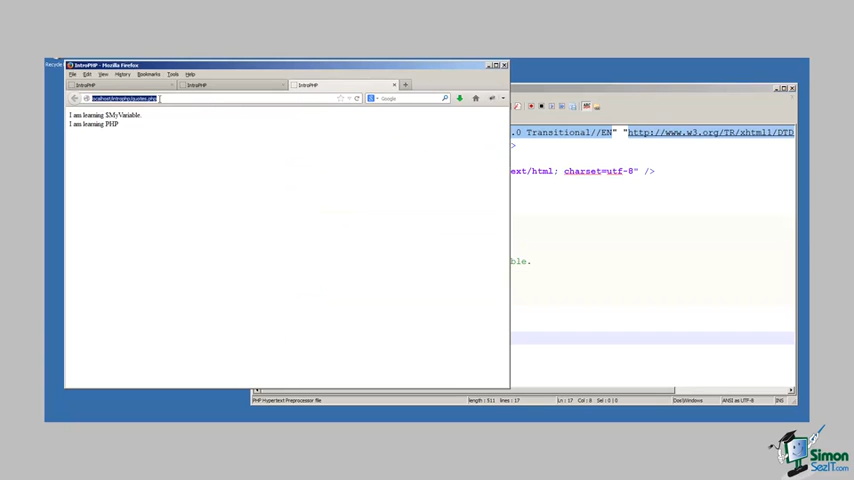 IntroPHP - Mozilla Firefox
File Edit View History Bookmarks Tools Help
IntroPHP
IntroPHP
IntroPHP
localhost/introphp/quotes.php
Google
I am learning $MyVariable.
I am learning PHP
.0 Transitional//EN" "http://www.w3.org/TR/xhtml1/DTD
>
ext/html; charset=utf-8" />
ble.
PHP Hypertext Preprocessor file
length : 511 lines : 17
Ln : 17 Col : 8 Sel : 0 | 0
Dos\Windows
ANSI as UTF-8
INS
Simon
SezIT.com